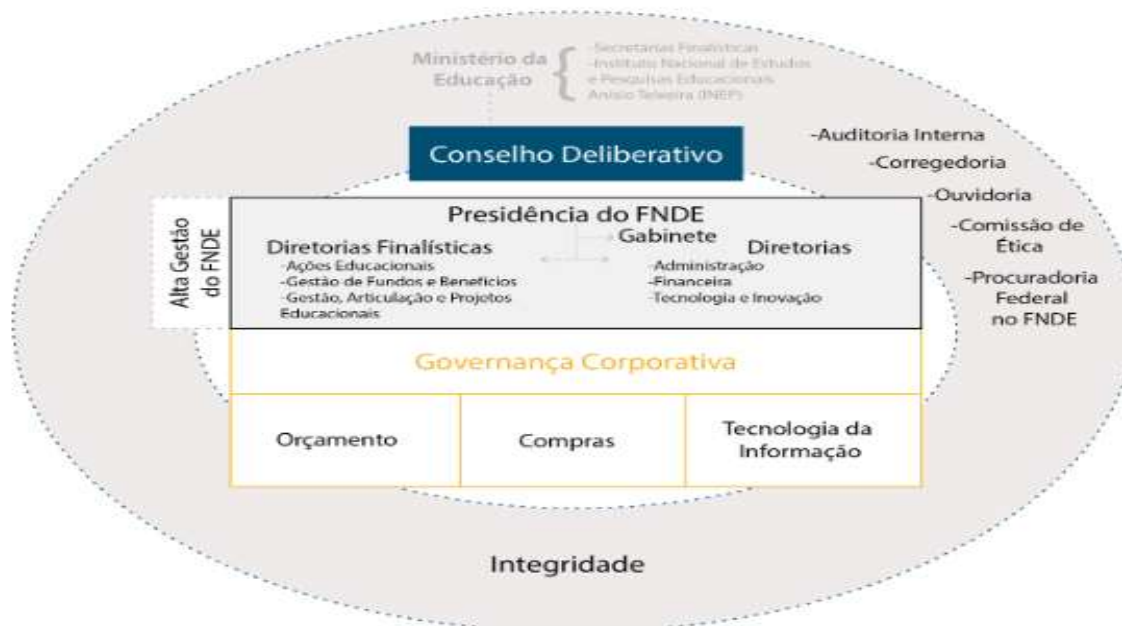 Ministério da
Educação
-Secretarias Finalísticas
-Instituto Nacional de Estudos
e Pesquisas Educacionais
Anísio Teixeira (INEP)
Conselho Deliberativo
-Auditoria Interna
-Corregedoria
-Ouvidoria
-Comissão de
Ética
-Procuradoria
Federal
no FNDE
Alta Gestão
do FNDE
Presidência do FNDE
Gabinete
Diretorias Finalísticas
-Ações Educacionais
-Gestão de Fundos e Benefícios
-Gestão, Articulação e Projetos
Educacionais
Diretorias
-Administração
-Financeira
-Tecnologia e Inovação
Governança Corporativa
Orçamento
Compras
Tecnologia da
Informação
Integridade